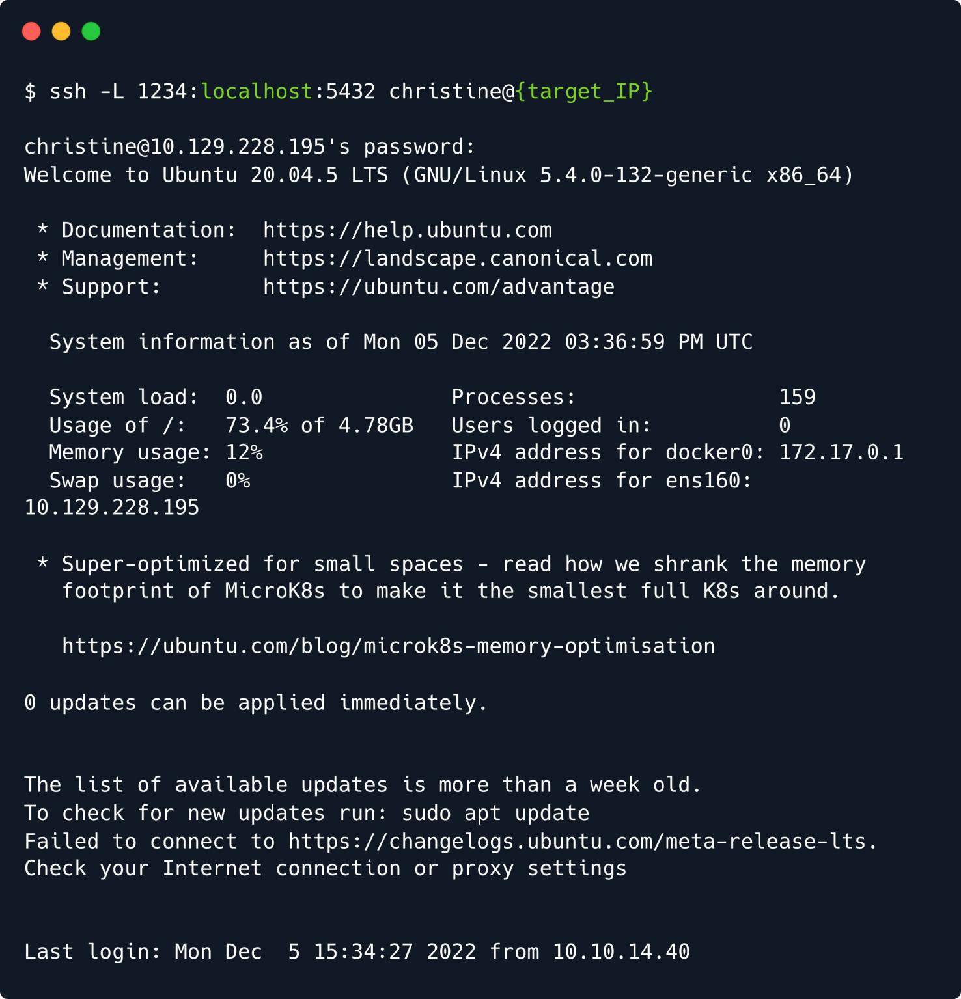 $ ssh -L 1234:localhost:5432 christine@{target_IP}
christine@10.129.228.195's password:
Welcome to Ubuntu 20.04.5 LTS (GNU/Linux 5.4.0-132-generic x86_64)
* Documentation:  https://help.ubuntu.com
* Management:     https://landscape.canonical.com
* Support:        https://ubuntu.com/advantage
System information as of Mon 05 Dec 2022 03:36:59 PM UTC
System load:  0.0               Processes:                159
Usage of /:   73.4% of 4.78GB   Users logged in:          0
Memory usage: 12%               IPv4 address for docker0: 172.17.0.1
Swap usage:   0%                IPv4 address for ens160:
10.129.228.195
* Super-optimized for small spaces - read how we shrank the memory
footprint of MicroK8s to make it the smallest full K8s around.
https://ubuntu.com/blog/microk8s-memory-optimisation
0 updates can be applied immediately.
The list of available updates is more than a week old.
To check for new updates run: sudo apt update
Failed to connect to https://changelogs.ubuntu.com/meta-release-lts.
Check your Internet connection or proxy settings
Last login: Mon Dec  5 15:34:27 2022 from 10.10.14.40